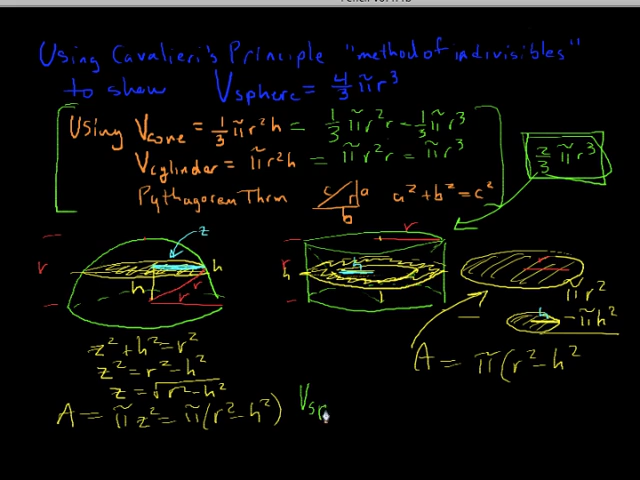 Using Cavalieri's Principle "method of indivisibles"
to show Vsphere = 4/3 πr³
Using Vcone = 1/3 πr²h = 1/3 πr²r = 1/3 πr³
Vcylinder = πr²h = πr²r = πr³
2/3 πr³
Pythagorean Thrm c a b a² + b² = c²
z r
r h r h h
h r r
πr²
h
− −πh²
z² + h² = r²
z² = r² − h²
z = √r² − h²
A = π(r² − h²
A = πz² = π(r² − h²) Vsp